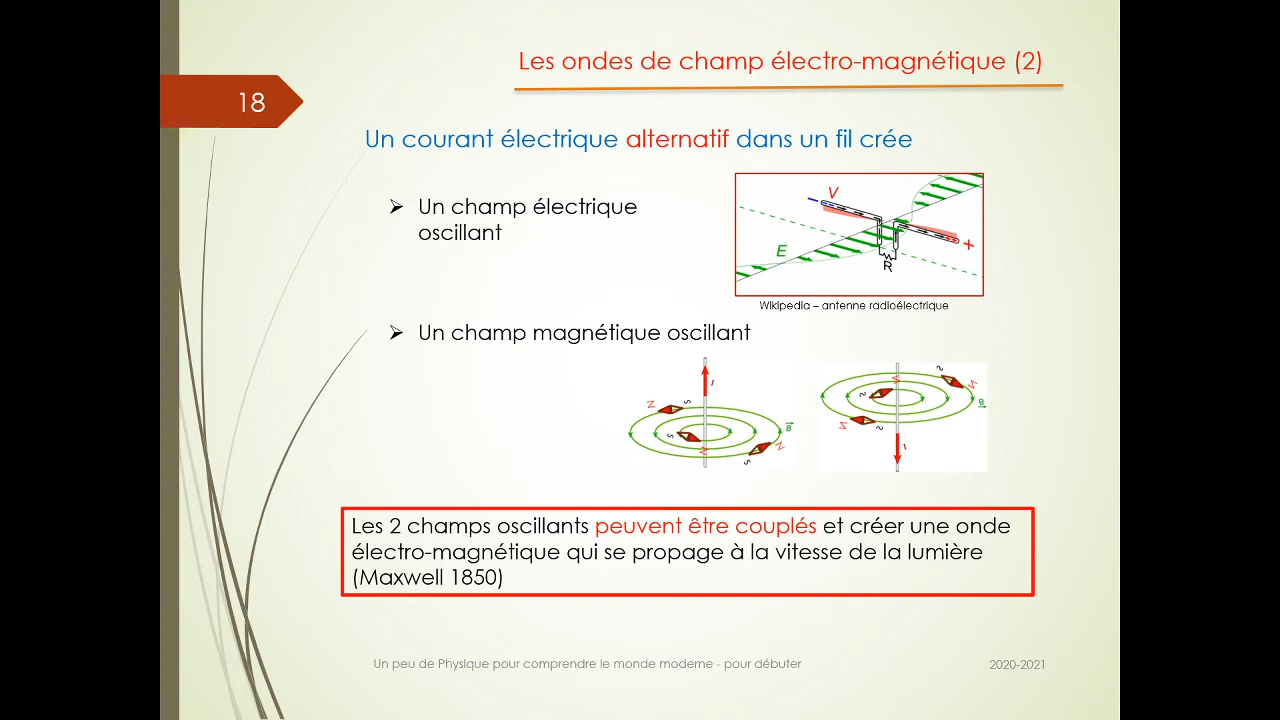 Les ondes de champ électro-magnétique (2)
18
Un courant électrique alternatif dans un fil crée
➢ Un champ électrique
oscillant
V
E
R
X
Wikipedia – antenne radioélectrique
➢ Un champ magnétique oscillant
I
N
S
B
S
N
N
S
S
N
S
N
B
N
S
I
Les 2 champs oscillants peuvent être couplés et créer une onde
électro-magnétique qui se propage à la vitesse de la lumière
(Maxwell 1850)
Un peu de Physique pour comprendre le monde moderne - pour débuter
2020-2021